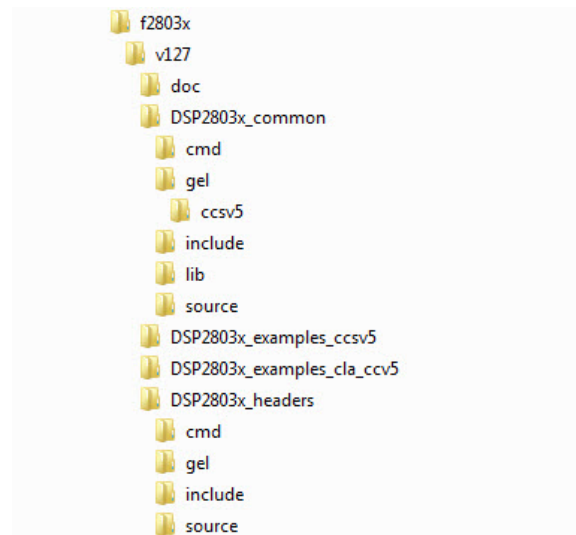 f2803x
v127
doc
DSP2803x_common
cmd
gel
ccsv5
include
lib
source
DSP2803x_examples_ccsv5
DSP2803x_examples_cla_ccv5
DSP2803x_headers
cmd
gel
include
source